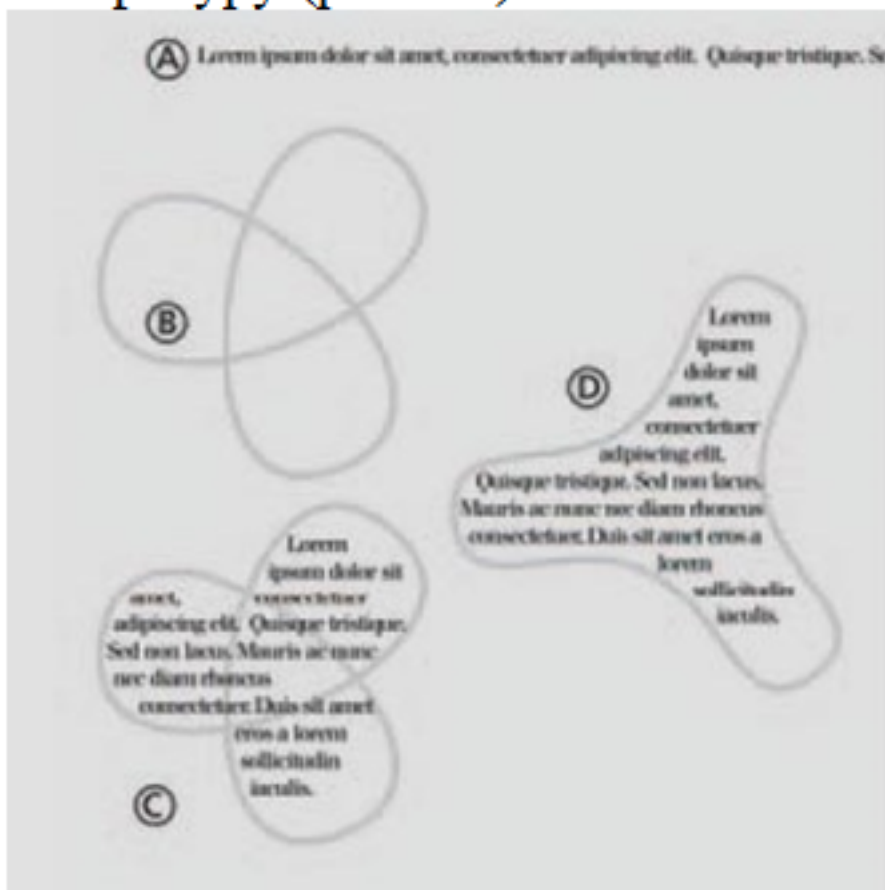 Ⓐ Lorem ipsum dolor sit amet, consectetuer adipiscing elit. Quisque tristique. Se
Ⓑ
Lorem
ipsum
dolor sit
Ⓓ
amet,
consectetuer
adipiscing elit.
Quisque tristique. Sed non lacus.
Mauris ac nunc nec diam rhoncus
consectetuer. Duis sit amet eros a
lorem
sollicitudin
iaculis.
Lorem
ipsum dolor sit
amet, consectetuer
adipiscing elit. Quisque tristique.
Sed non lacus. Mauris ac nunc
nec diam rhoncus
consectetuer. Duis sit amet
eros a lorem
sollicitudin
iaculis.
Ⓒ